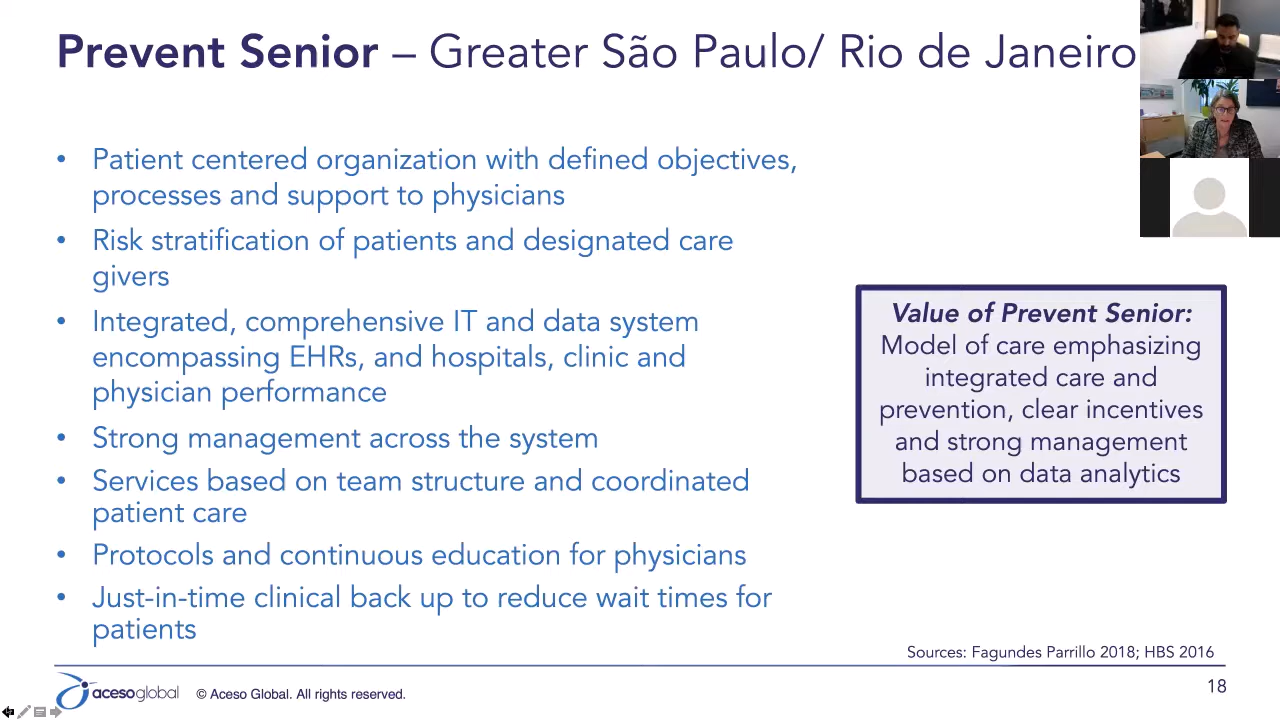 Prevent Senior – Greater São Paulo/ Rio de Janeiro
• Patient centered organization with defined objectives,
processes and support to physicians
• Risk stratification of patients and designated care
givers
• Integrated, comprehensive IT and data system
encompassing EHRs, and hospitals, clinic and
physician performance
• Strong management across the system
• Services based on team structure and coordinated
patient care
• Protocols and continuous education for physicians
• Just-in-time clinical back up to reduce wait times for
patients
Value of Prevent Senior:
Model of care emphasizing
integrated care and
prevention, clear incentives
and strong management
based on data analytics
Sources: Fagundes Parrillo 2018; HBS 2016
acesoglobal © Aceso Global. All rights reserved.
18